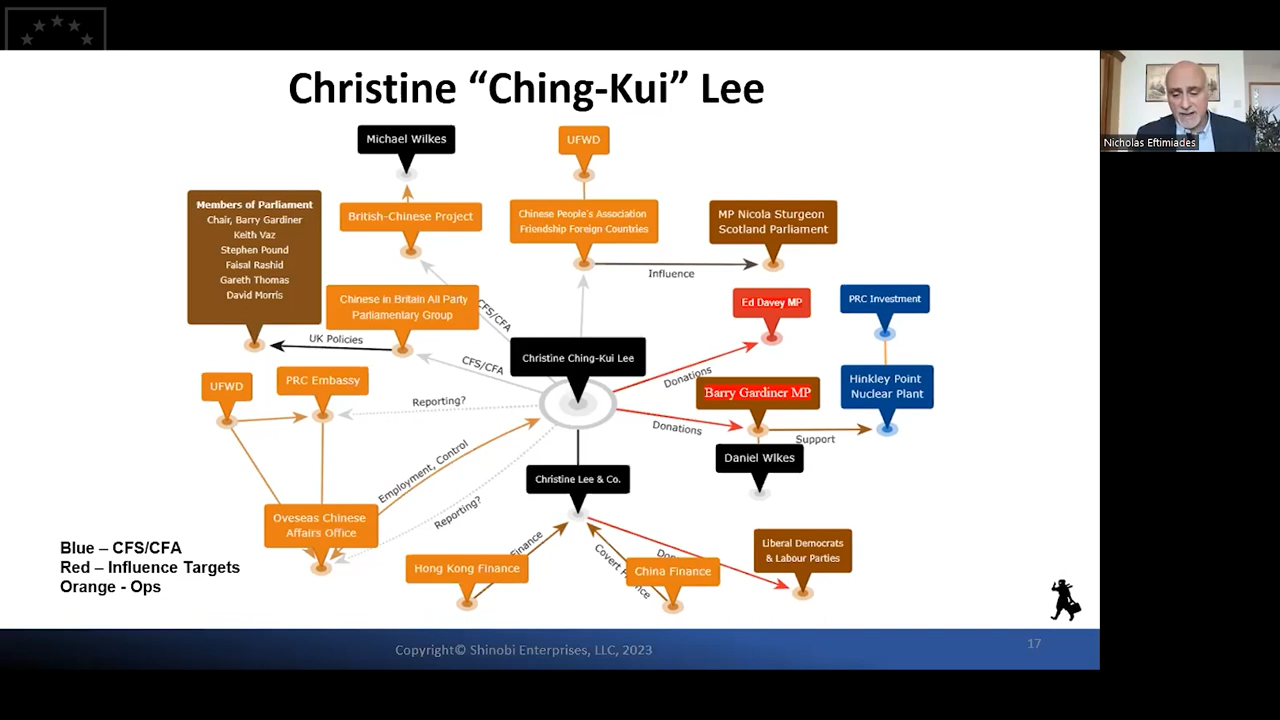 Christine “Ching-Kui” Lee
Nicholas Eftimiades
Michael Wilkes
UFWD
Members of Parliament
Chair, Barry Gardiner
Keith Vaz
Stephen Pound
Faisal Rashid
Gareth Thomas
David Morris
British-Chinese Project
Chinese People's Association
Friendship Foreign Countries
MP Nicola Sturgeon
Scotland Parliament
Influence
Chinese in Britain All Party
Parliamentary Group
CFS/CFA
Ed Davey MP
PRC Investment
UK Policies
CFS/CFA
Christine Ching-Kui Lee
Donations
UFWD
PRC Embassy
Reporting?
Barry Gardiner MP
Hinkley Point
Nuclear Plant
Donations
Support
Employment, Control
Daniel Wlkes
Reporting?
Christine Lee & Co.
Oveseas Chinese
Affairs Office
Finance
Covert
Liberal Democrats
& Labour Parties
Hong Kong Finance
China Finance
Blue – CFS/CFA
Red – Influence Targets
Orange - Ops
Copyright© Shinobi Enterprises, LLC, 2023
17